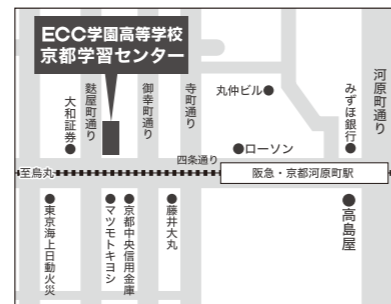 ECC学園高等学校
京都学習センター
麩屋町通り
御幸町通り
寺町通り
河原町通り
大和証券
丸仲ビル
みずほ銀行
ローソン
四条通り
至烏丸
阪急・京都河原町駅
東京海上日動火災
マツモトキヨシ
京都中央信用金庫
藤井大丸
高島屋